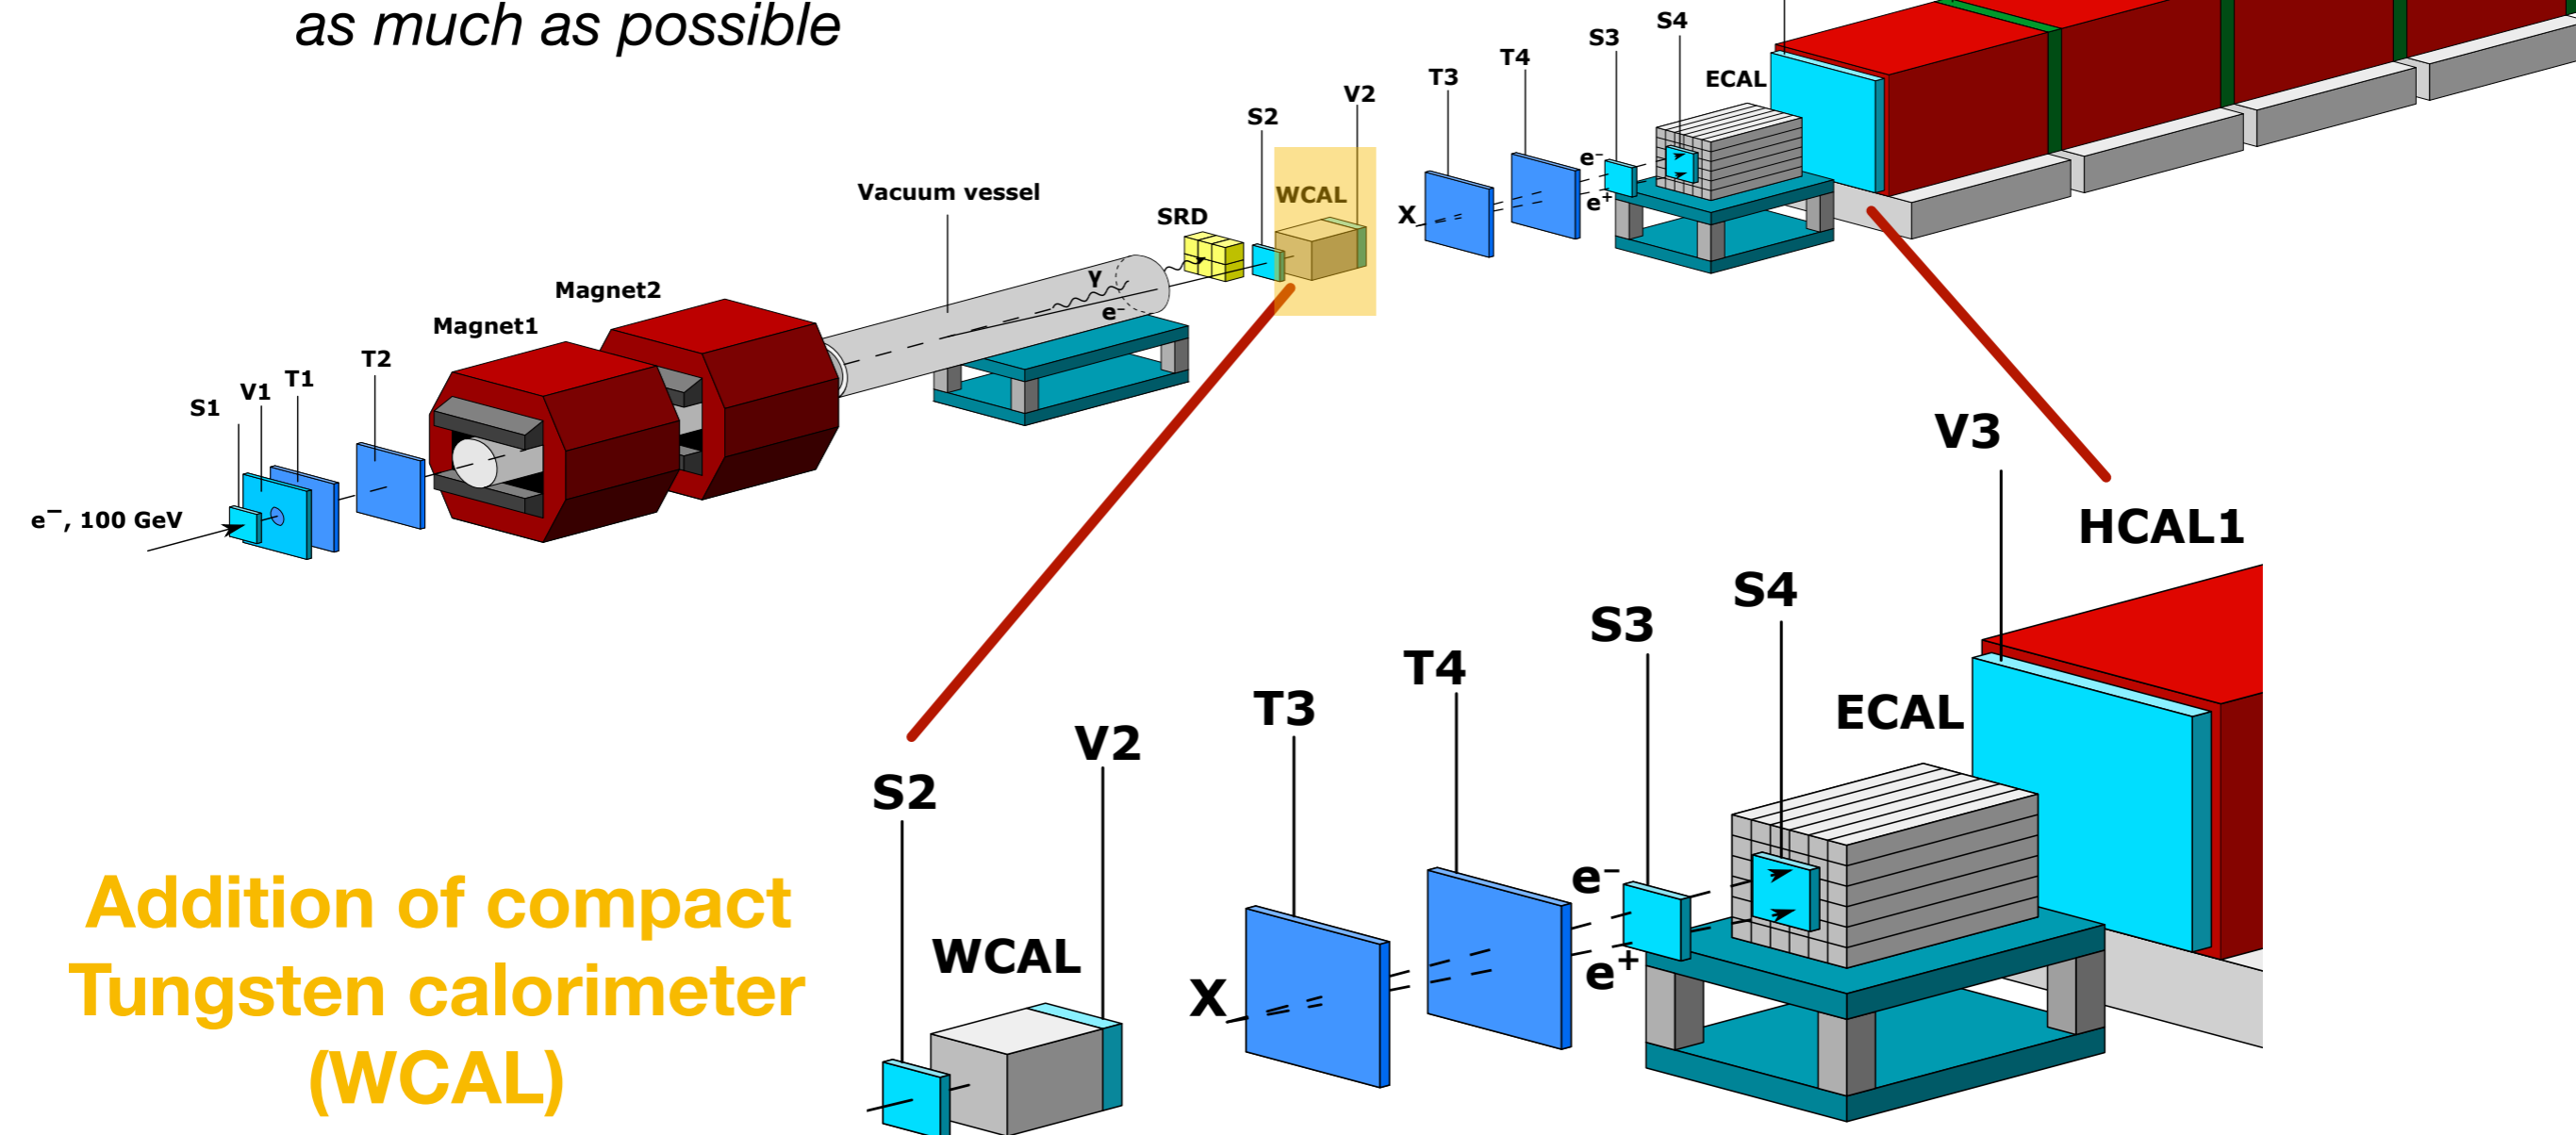 as much as possible
S4
S3
T4
T3
ECAL
V2
S2
WCAL
Vacuum vessel
SRD
e⁻
e⁺
X
γ
e⁻
Magnet2
Magnet1
T2
T1
V1
S1
e⁻, 100 GeV
V3
HCAL1
S4
S3
T4
T3
ECAL
V2
S2
e⁻
e⁺
WCAL
X
Addition of compact
Tungsten calorimeter
(WCAL)